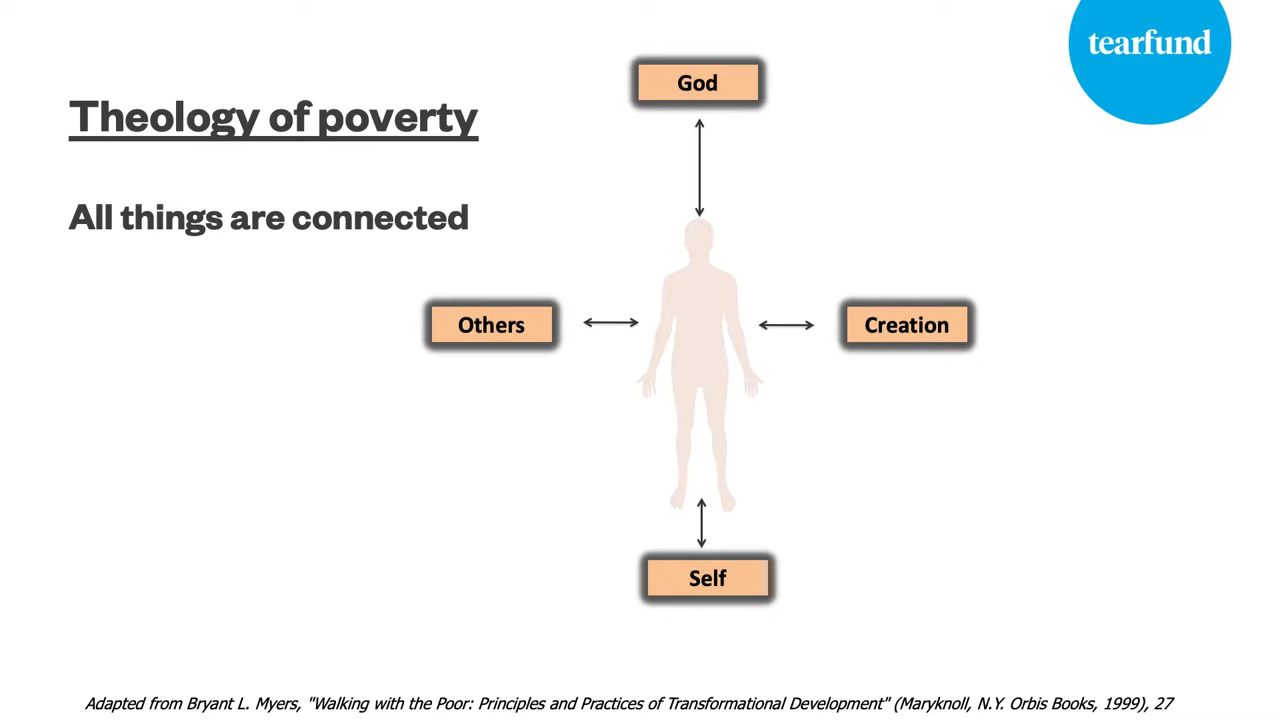 tearfund
God
Theology of poverty
All things are connected
Others
Creation
Self
Adapted from Bryant L. Myers, "Walking with the Poor: Principles and Practices of Transformational Development" (Maryknoll, N.Y. Orbis Books, 1999), 27